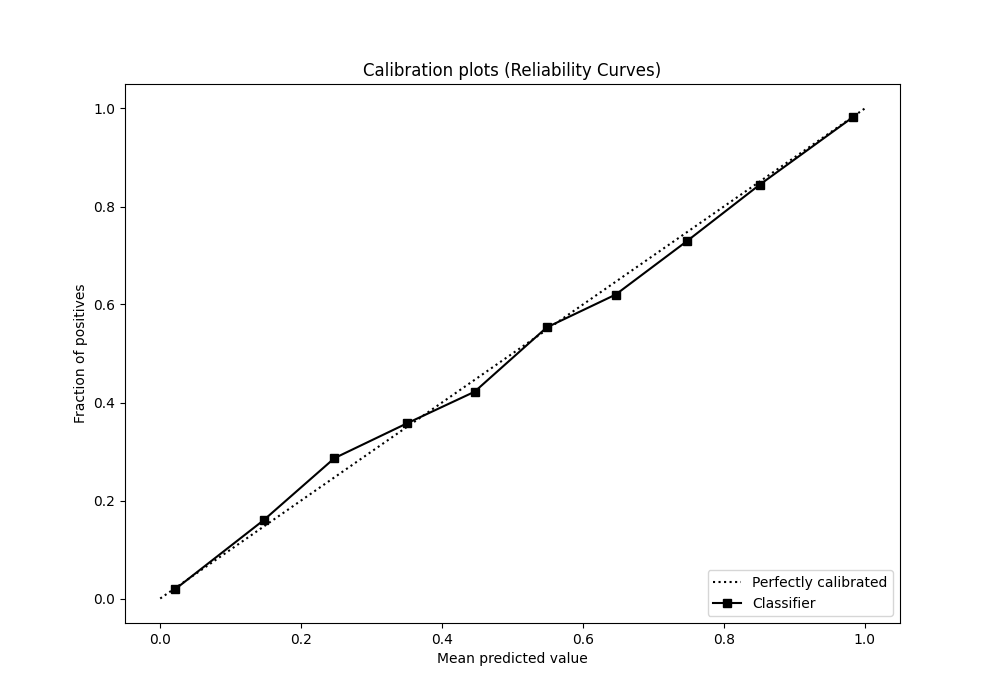 Calibration plots (Reliability Curves)
1.0
0.8
0.6
0.4
0.2
0.0
Fraction of positives
0.0 0.2 0.4 0.6 0.8 1.0
Mean predicted value
Perfectly calibrated
Classifier